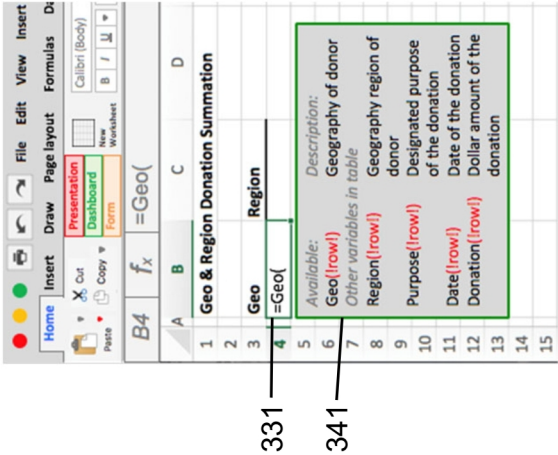 File Edit View Insert
Home Insert Draw Page layout Formulas Da
Paste
Cut
Copy
Presentation
Dashboard
Form
New
Worksheet
Calibri (Body)
B I U
B4 fx =Geo(
A B C D
1 Geo & Region Donation Summation
2
3 Geo Region
4 =Geo(
5
6
7
8
9
10
11
12
13
14
15
Available: Description:
Geo(!row!) Geography of donor
Other variables in table
Region(!row!) Geography region of
donor
Purpose(!row!) Designated purpose
of the donation
Date(!row!) Date of the donation
Donation(!row!) Dollar amount of the
donation
331
341